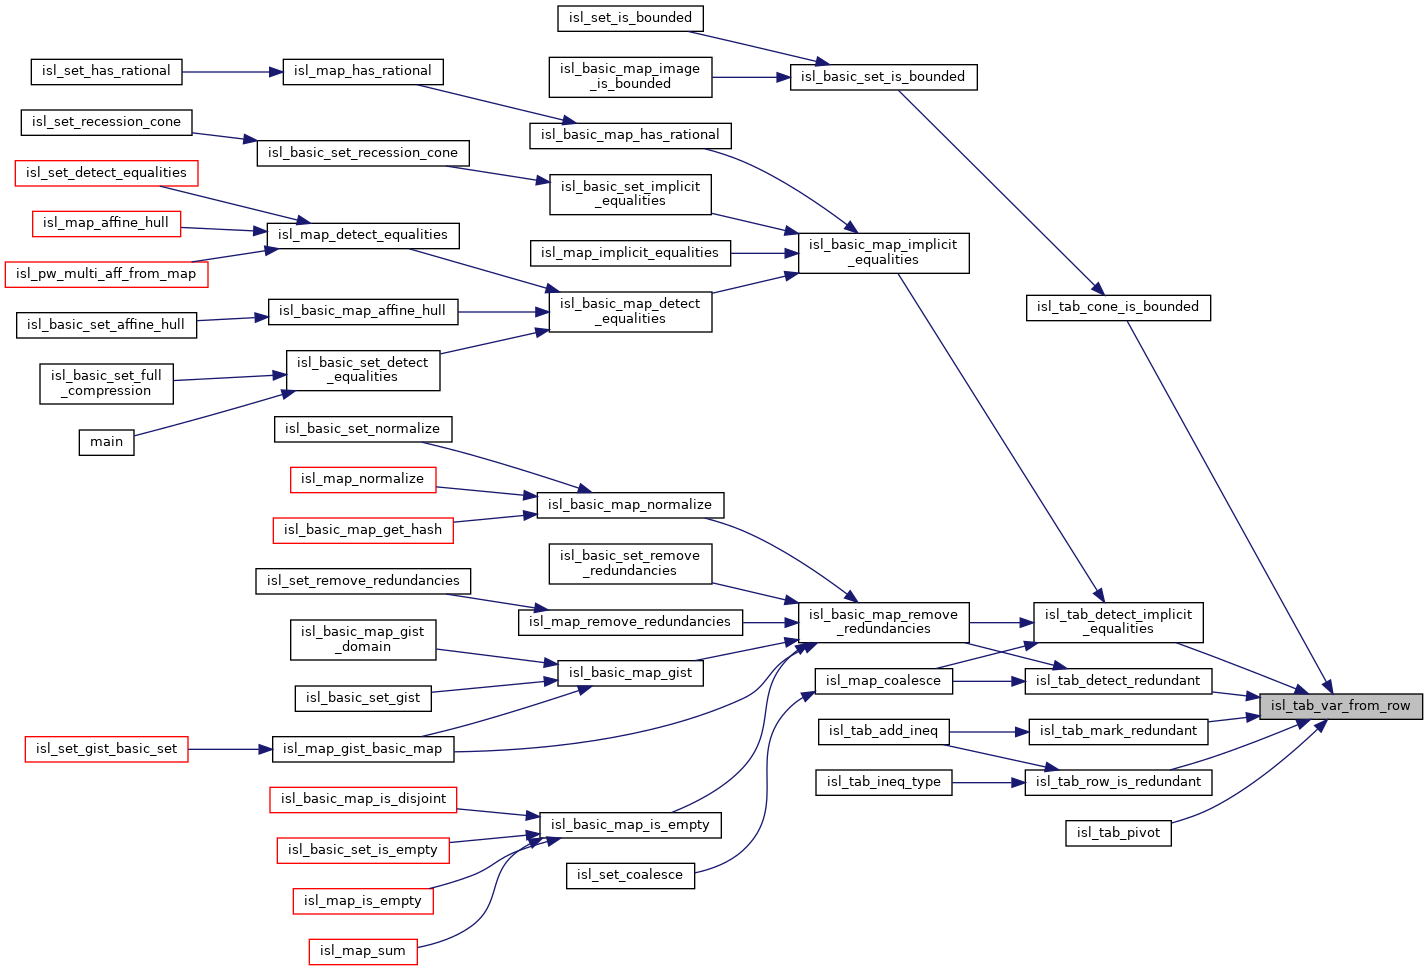 isl_set_is_bounded
isl_set_has_rational
isl_map_has_rational
isl_basic_map_image
_is_bounded
isl_basic_set_is_bounded
isl_set_recession_cone
isl_basic_map_has_rational
isl_basic_set_recession_cone
isl_set_detect_equalities
isl_basic_set_implicit
_equalities
isl_map_affine_hull
isl_map_detect_equalities
isl_map_implicit_equalities
isl_basic_map_implicit
_equalities
isl_pw_multi_aff_from_map
isl_basic_set_affine_hull
isl_basic_map_affine_hull
isl_basic_map_detect
_equalities
isl_tab_cone_is_bounded
isl_basic_set_full
_compression
isl_basic_set_detect
_equalities
main
isl_basic_set_normalize
isl_map_normalize
isl_basic_map_normalize
isl_basic_map_get_hash
isl_basic_set_remove
_redundancies
isl_set_remove_redundancies
isl_map_remove_redundancies
isl_basic_map_remove
_redundancies
isl_tab_detect_implicit
_equalities
isl_basic_map_gist
_domain
isl_basic_map_gist
isl_map_coalesce
isl_tab_detect_redundant
isl_basic_set_gist
isl_tab_var_from_row
isl_set_gist_basic_set
isl_map_gist_basic_map
isl_tab_add_ineq
isl_tab_mark_redundant
isl_tab_ineq_type
isl_tab_row_is_redundant
isl_basic_map_is_disjoint
isl_basic_map_is_empty
isl_tab_pivot
isl_basic_set_is_empty
isl_set_coalesce
isl_map_is_empty
isl_map_sum